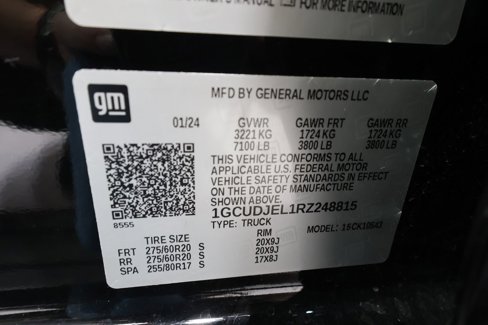 OWNER'S MANUAL FOR MORE INFORMATION
gm
MFD BY GENERAL MOTORS LLC
01/24 GVWR GAWR FRT GAWR RR
3221 KG 1724 KG 1724 KG
7100 LB 3800 LB 3800 LB
THIS VEHICLE CONFORMS TO ALL
APPLICABLE U.S. FEDERAL MOTOR
VEHICLE SAFETY STANDARDS IN EFFECT
ON THE DATE OF MANUFACTURE
SHOWN ABOVE.
1GCUDJEL1RZ248815
8555
TYPE: TRUCK MODEL: 15CK10543
TIRE SIZE RIM
FRT 275/60R20 S 20X9J
RR 275/60R20 S 20X9J
SPA 255/80R17 S 17X8J